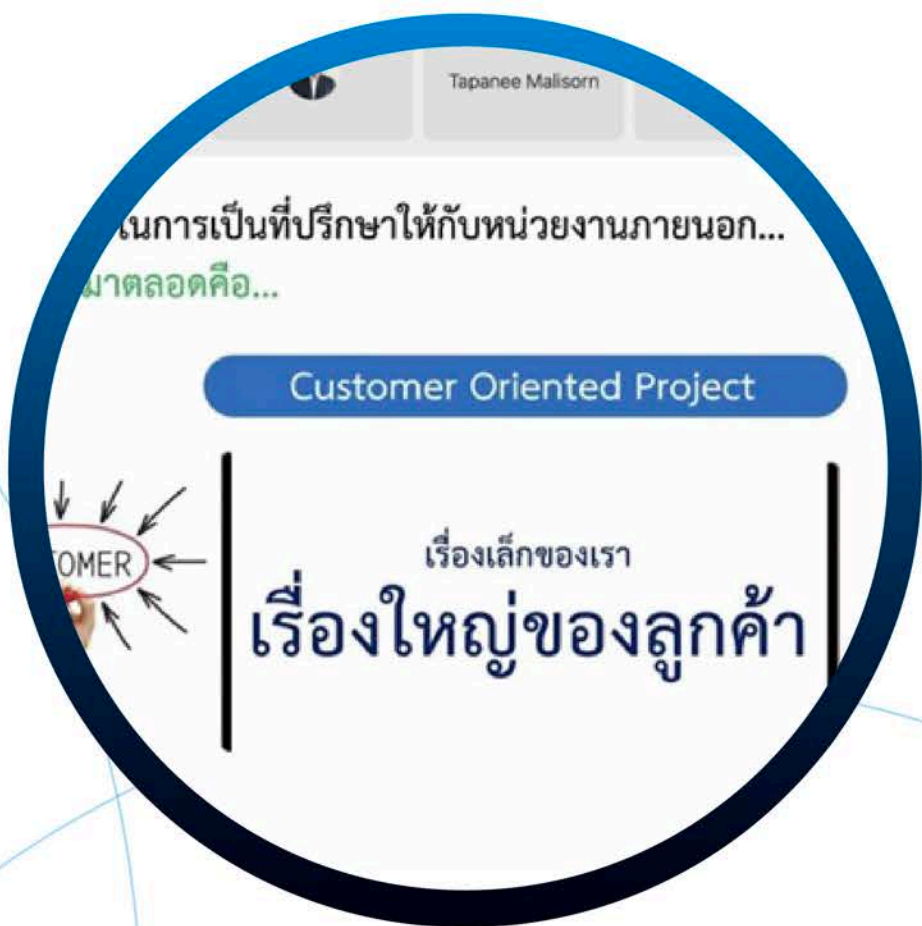 Tapanee Malisorn
ในการเป็นที่ปรึกษาให้กับหน่วยงานภายนอก...
มาตลอดคือ...
Customer Oriented Project
OMER
เรื่องเล็กของเรา
เรื่องใหญ่ของลูกค้า